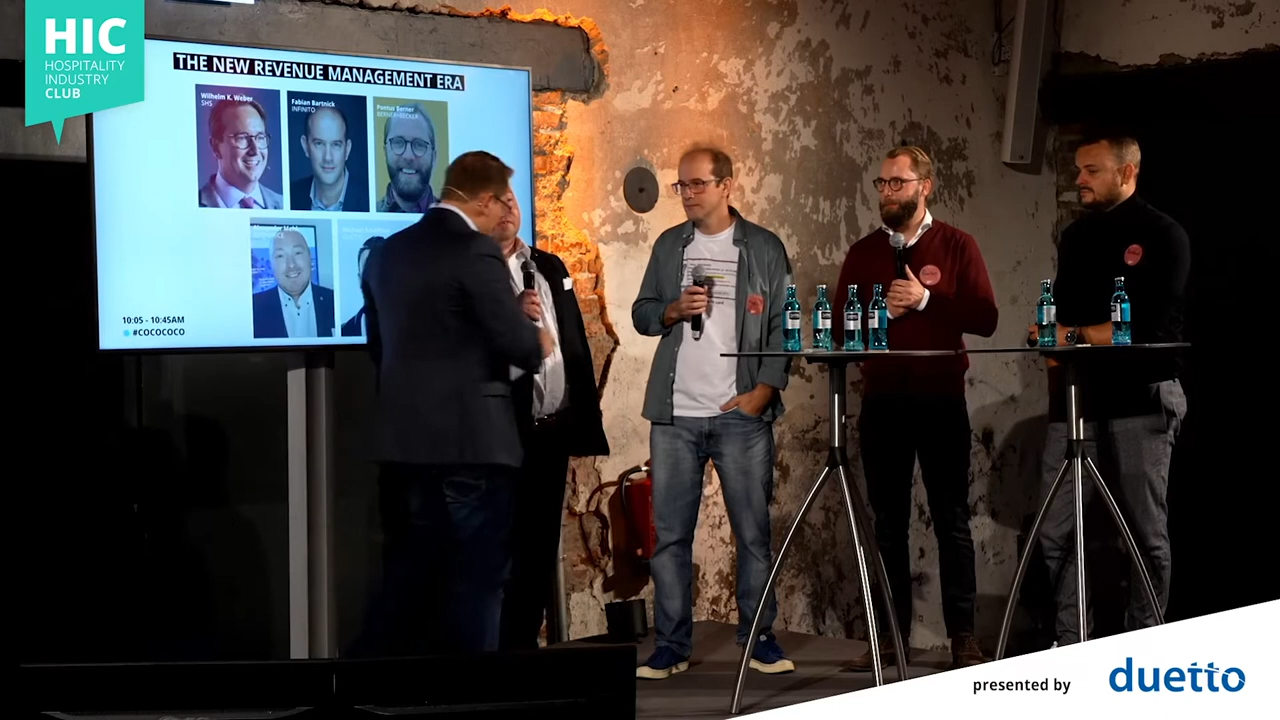 HIC
HOSPITALITY
INDUSTRY
CLUB
THE NEW REVENUE MANAGEMENT ERA
Wilhelm K. Weber
SHS
Fabian Bartnick
INFINITO
Pontus Berner
BERNER+BECKER
10:05 - 10:45AM
#COCOCOCO
presented by
duetto